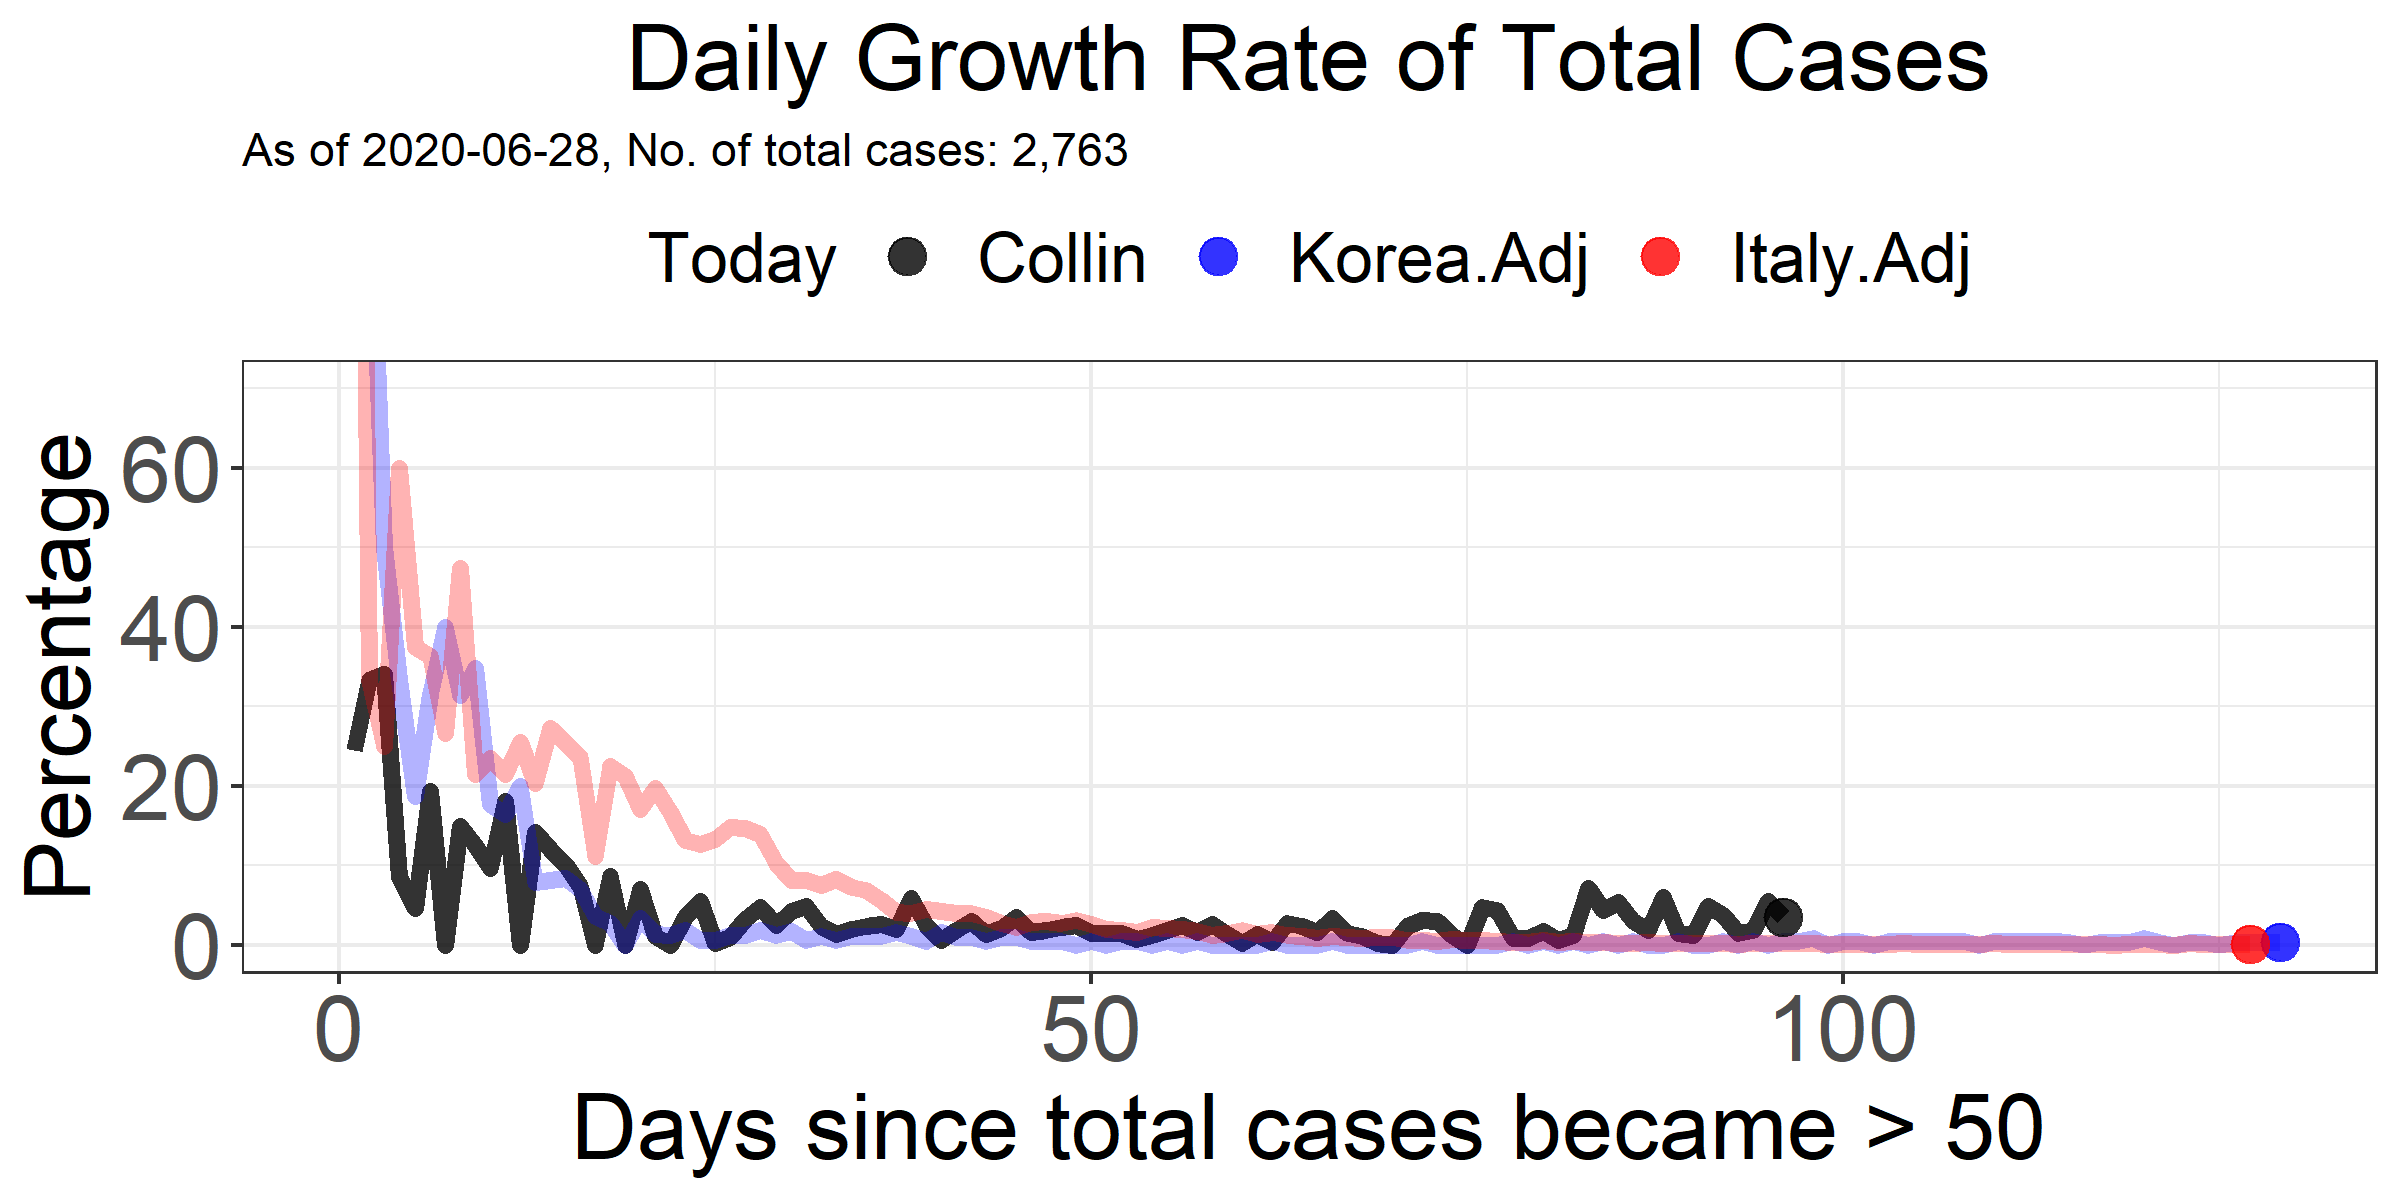 Daily Growth Rate of Total Cases
As of 2020-06-28, No. of total cases: 2,763
Today Collin Korea.Adj Italy.Adj
Percentage
60
40
20
0
0 50 100
Days since total cases became > 50